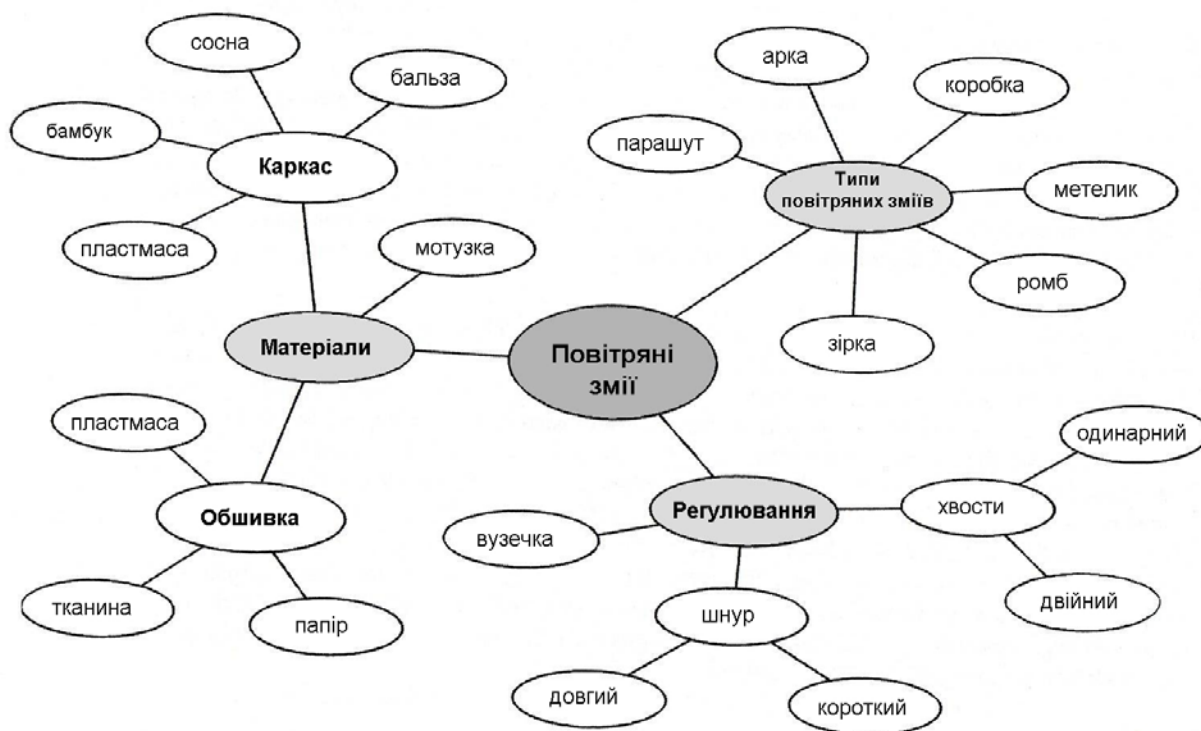 сосна
бальза
бамбук
Каркас
пластмаса
мотузка
Матеріали
пластмаса
Обшивка
тканина
папір
Повітряні
змії
арка
коробка
парашут
Типи
повітряних зміїв
метелик
ромб
зірка
Регулювання
вузечка
хвости
одинарний
двійний
шнур
довгий
короткий